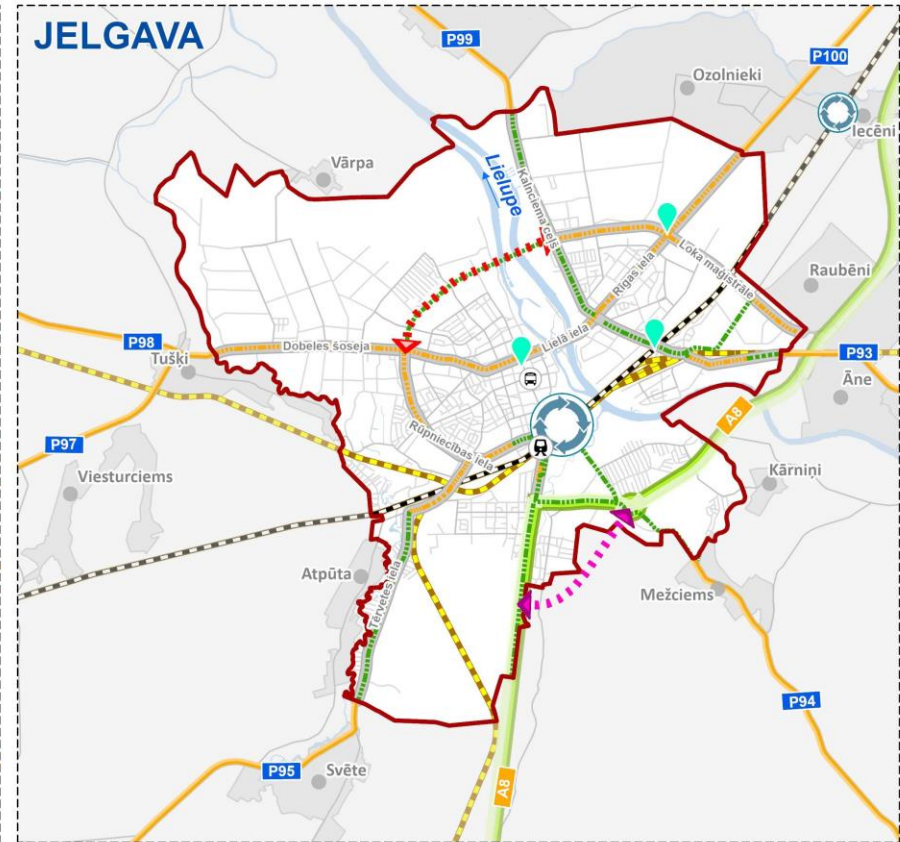 JELGAVA
P99
P100
Ozolnieki
Iecēni
Vārpa
Lielupe
Kalnciema ceļš
Rīgas iela
Loka maģistrāle
Raubēni
P98
Tušķi
Dobeles šoseja
Lielā iela
P93
Āne
A8
P97
Rūpniecības iela
Viesturciems
Kārniņi
Atpūta
Tērvetes iela
Mežciems
P94
P95
Svēte
A8